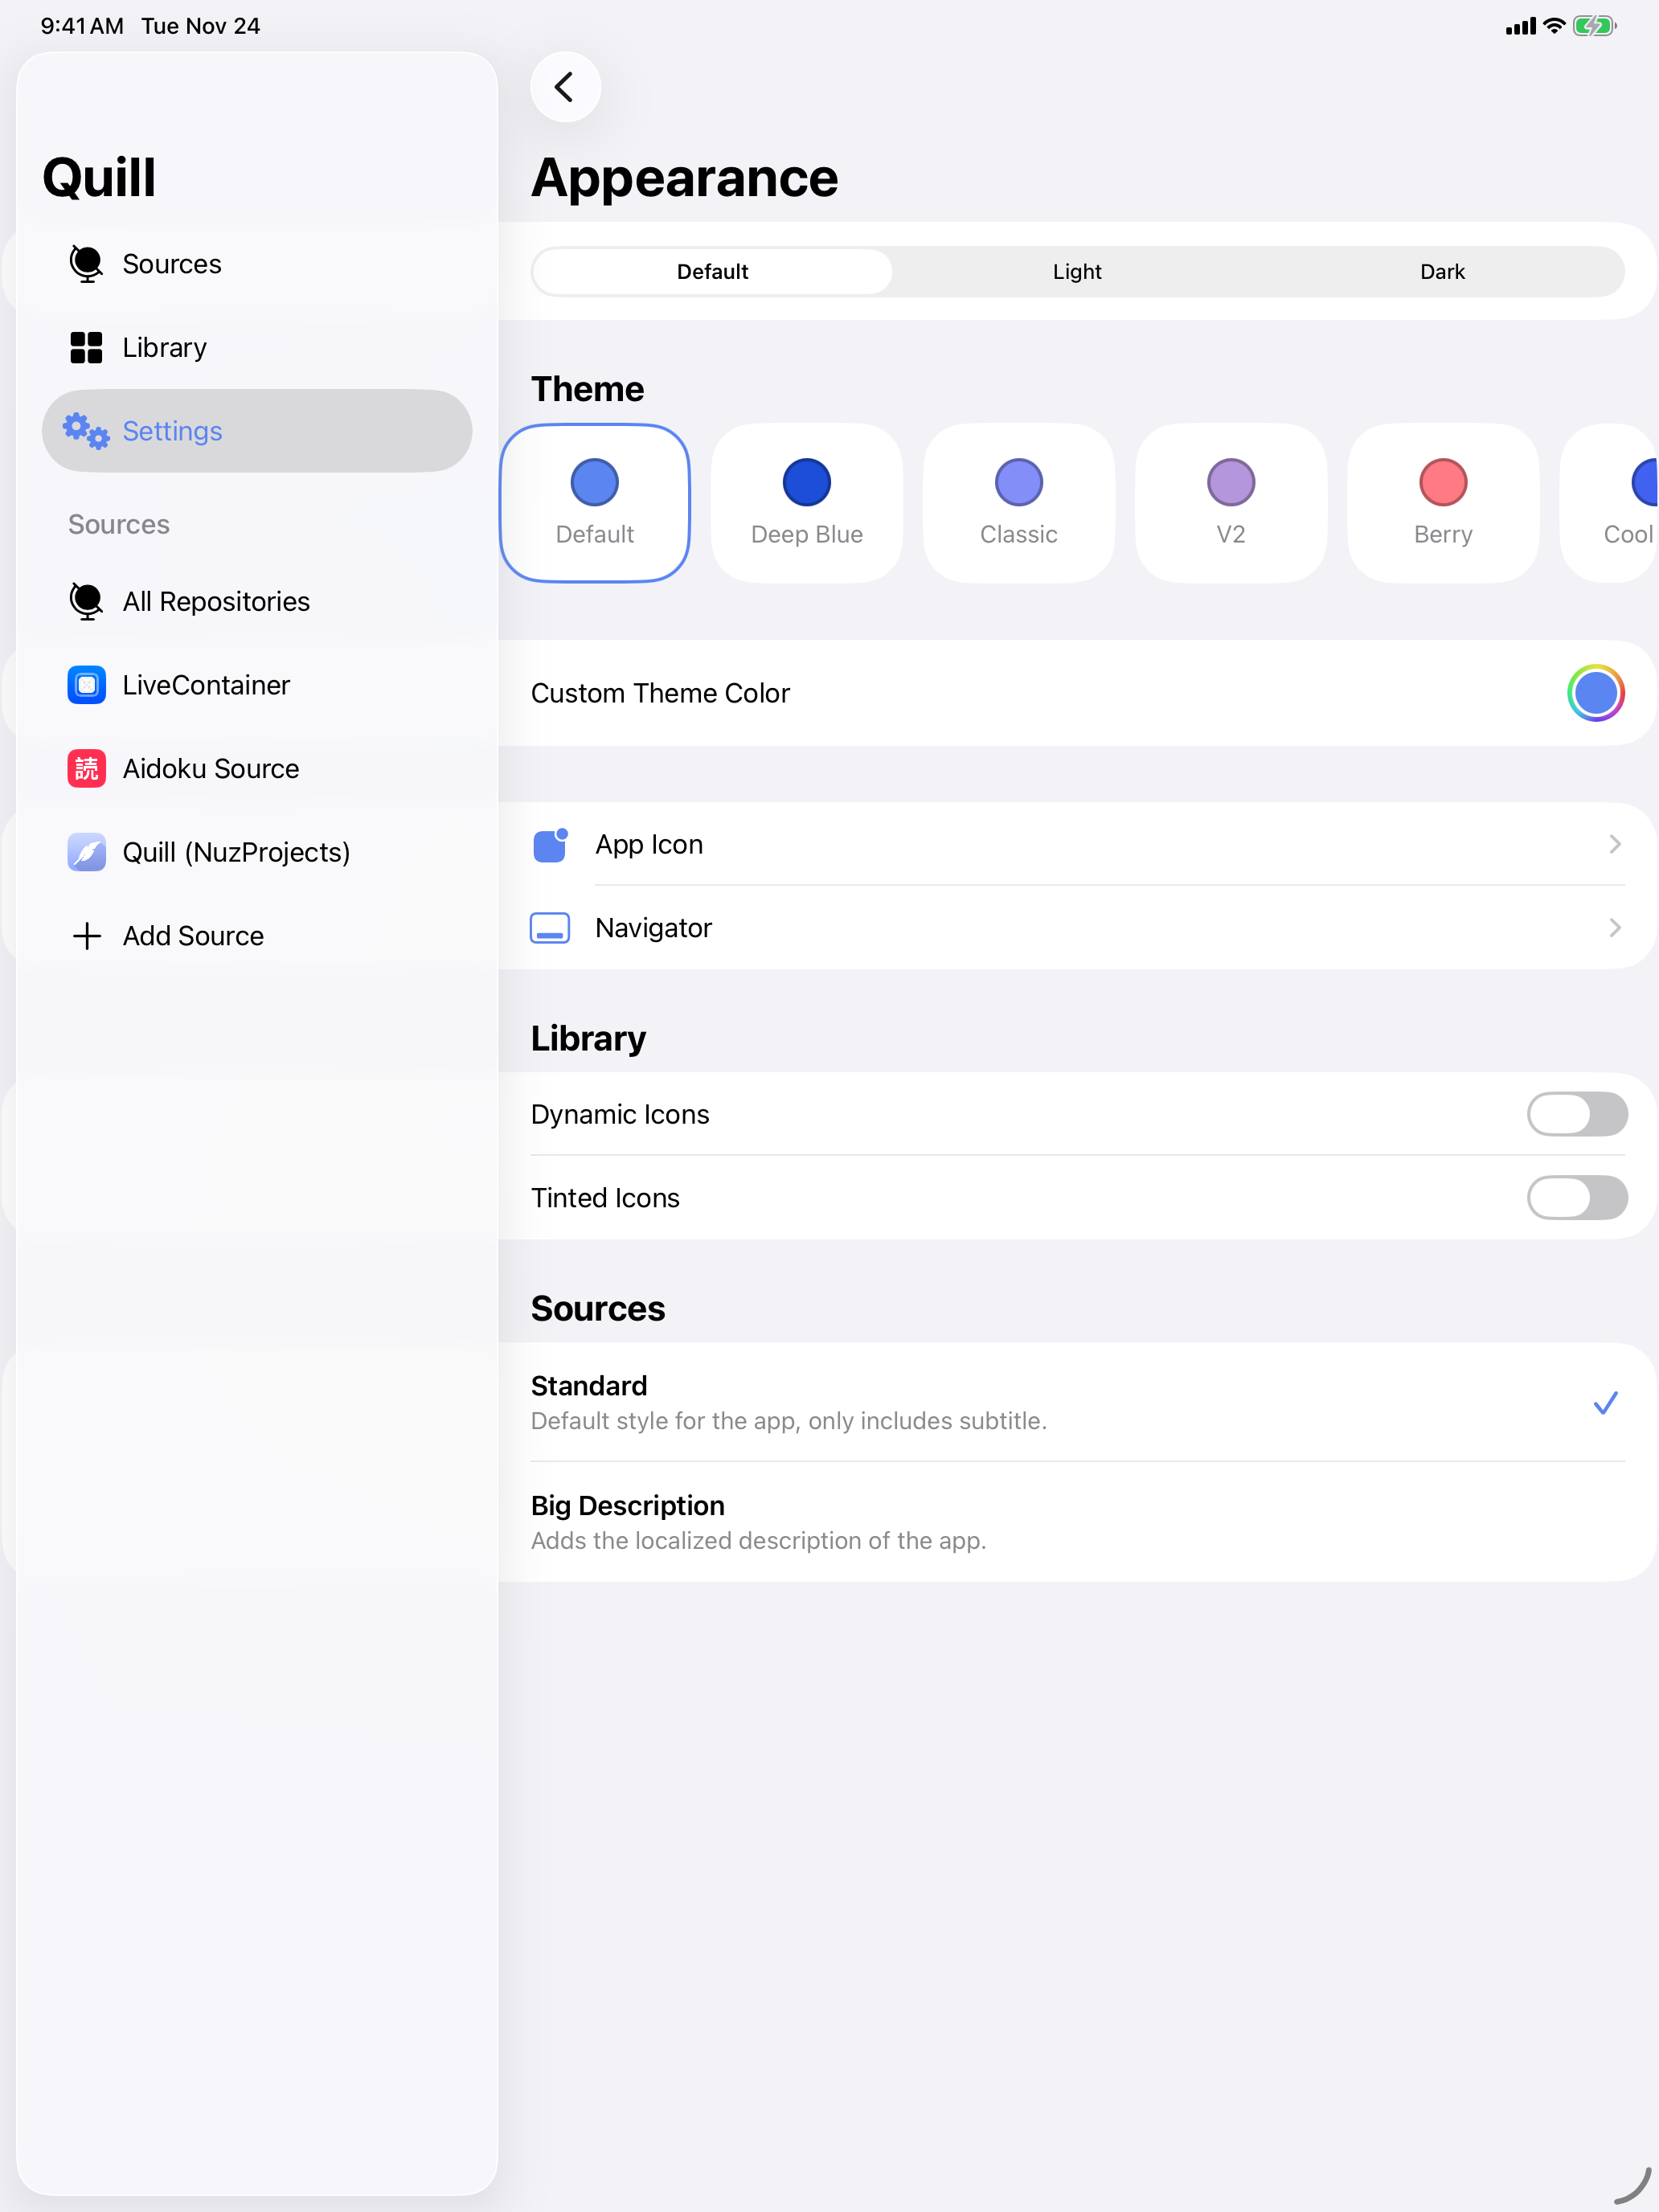 9:41 AM Tue Nov 24
Quill
Sources
Library
Settings
Sources
All Repositories
LiveContainer
読
Aidoku Source
Quill (NuzProjects)
Add Source
Appearance
Default Light Dark
Theme
Default Deep Blue Classic V2 Berry Cool
Custom Theme Color
App Icon
Navigator
Library
Dynamic Icons
Tinted Icons
Sources
Standard
Default style for the app, only includes subtitle.
Big Description
Adds the localized description of the app.